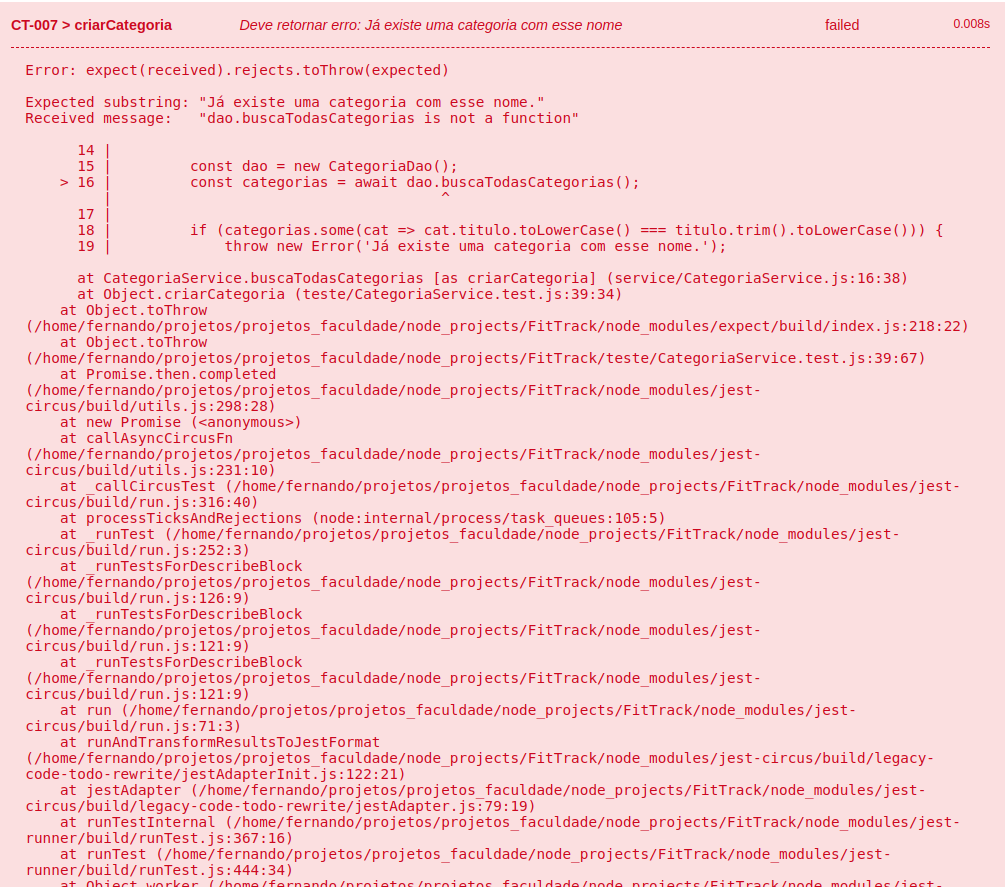 CT-007 > criarCategoria Deve retornar erro: Já existe uma categoria com esse nome failed 0.008s
Error: expect(received).rejects.toThrow(expected)
Expected substring: "Já existe uma categoria com esse nome."
Received message:   "dao.buscaTodasCategorias is not a function"
14 |
15 |         const dao = new CategoriaDao();
> 16 |         const categorias = await dao.buscaTodasCategorias();
|                                      ^
17 |
18 |         if (categorias.some(cat => cat.titulo.toLowerCase() === titulo.trim().toLowerCase())) {
19 |             throw new Error('Já existe uma categoria com esse nome.');
at CategoriaService.buscaTodasCategorias [as criarCategoria] (service/CategoriaService.js:16:38)
at Object.criarCategoria (teste/CategoriaService.test.js:39:34)
at Object.toThrow
(/home/fernando/projetos/projetos_faculdade/node_projects/FitTrack/node_modules/expect/build/index.js:218:22)
at Object.toThrow
(/home/fernando/projetos/projetos_faculdade/node_projects/FitTrack/teste/CategoriaService.test.js:39:67)
at Promise.then.completed
(/home/fernando/projetos/projetos_faculdade/node_projects/FitTrack/node_modules/jest-
circus/build/utils.js:298:28)
at new Promise (<anonymous>)
at callAsyncCircusFn
(/home/fernando/projetos/projetos_faculdade/node_projects/FitTrack/node_modules/jest-
circus/build/utils.js:231:10)
at _callCircusTest (/home/fernando/projetos/projetos_faculdade/node_projects/FitTrack/node_modules/jest-
circus/build/run.js:316:40)
at processTicksAndRejections (node:internal/process/task_queues:105:5)
at _runTest (/home/fernando/projetos/projetos_faculdade/node_projects/FitTrack/node_modules/jest-
circus/build/run.js:252:3)
at _runTestsForDescribeBlock
(/home/fernando/projetos/projetos_faculdade/node_projects/FitTrack/node_modules/jest-
circus/build/run.js:126:9)
at _runTestsForDescribeBlock
(/home/fernando/projetos/projetos_faculdade/node_projects/FitTrack/node_modules/jest-
circus/build/run.js:121:9)
at _runTestsForDescribeBlock
(/home/fernando/projetos/projetos_faculdade/node_projects/FitTrack/node_modules/jest-
circus/build/run.js:121:9)
at run (/home/fernando/projetos/projetos_faculdade/node_projects/FitTrack/node_modules/jest-
circus/build/run.js:71:3)
at runAndTransformResultsToJestFormat
(/home/fernando/projetos/projetos_faculdade/node_projects/FitTrack/node_modules/jest-circus/build/legacy-
code-todo-rewrite/jestAdapterInit.js:122:21)
at jestAdapter (/home/fernando/projetos/projetos_faculdade/node_projects/FitTrack/node_modules/jest-
circus/build/legacy-code-todo-rewrite/jestAdapter.js:79:19)
at runTestInternal (/home/fernando/projetos/projetos_faculdade/node_projects/FitTrack/node_modules/jest-
runner/build/runTest.js:367:16)
at runTest (/home/fernando/projetos/projetos_faculdade/node_projects/FitTrack/node_modules/jest-
runner/build/runTest.js:444:34)
at Object.worker (/home/fernando/projetos/projetos_faculdade/node_projects/FitTrack/node_modules/jest-